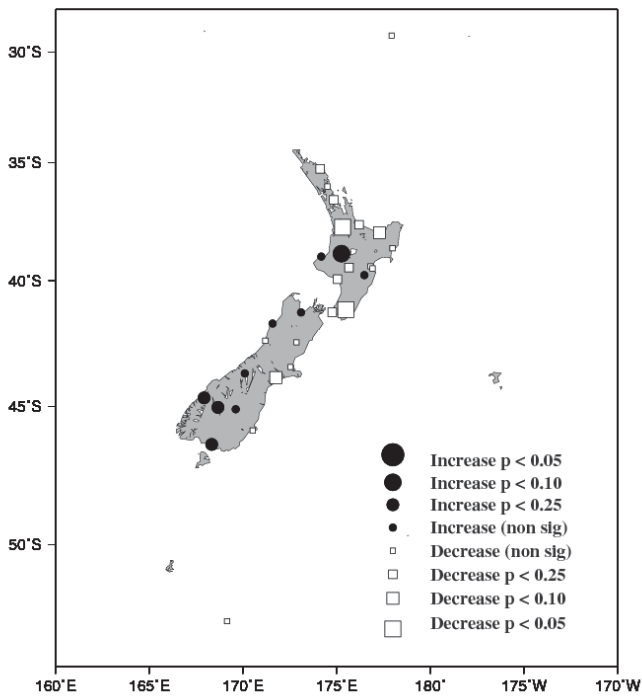 30°S
35°S
40°S
45°S
50°S
Increase p < 0.05
Increase p < 0.10
Increase p < 0.25
Increase (non sig)
Decrease (non sig)
Decrease p < 0.25
Decrease p < 0.10
Decrease p < 0.05
160°E 165°E 170°E 175°E 180° 175°W 170°W